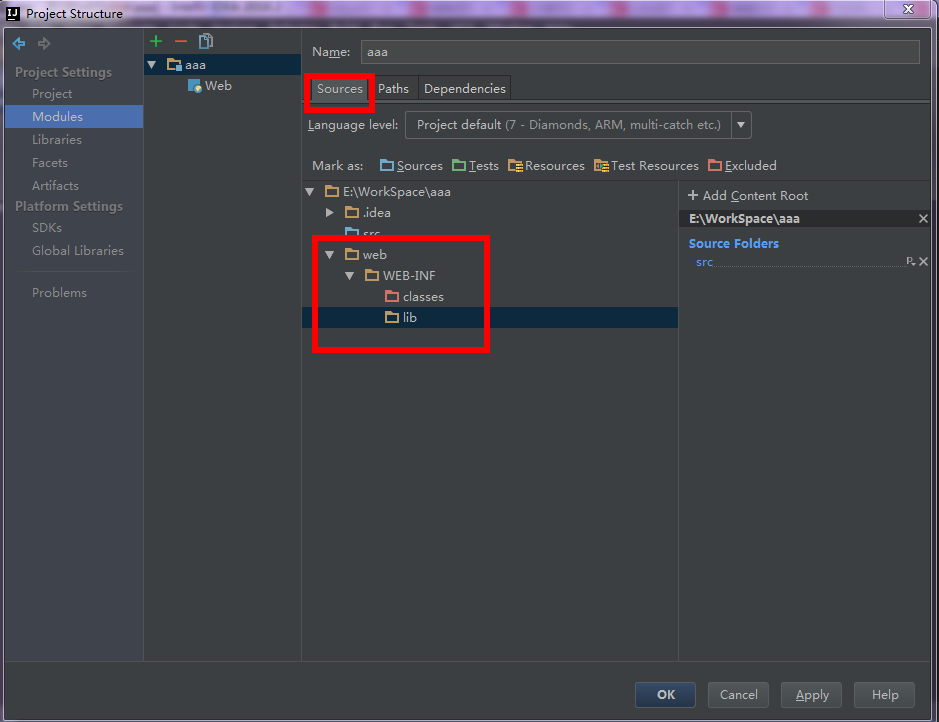 Project Structure
Project Settings
Project
Modules
Libraries
Facets
Artifacts
Platform Settings
SDKs
Global Libraries
Problems
aaa
Web
Name: aaa
Sources Paths Dependencies
Language level: Project default (7 - Diamonds, ARM, multi-catch etc.)
Mark as: Sources Tests Resources Test Resources Excluded
E:\WorkSpace\aaa
.idea
src
web
WEB-INF
classes
lib
+ Add Content Root
E:\WorkSpace\aaa
Source Folders
src
OK Cancel Apply Help